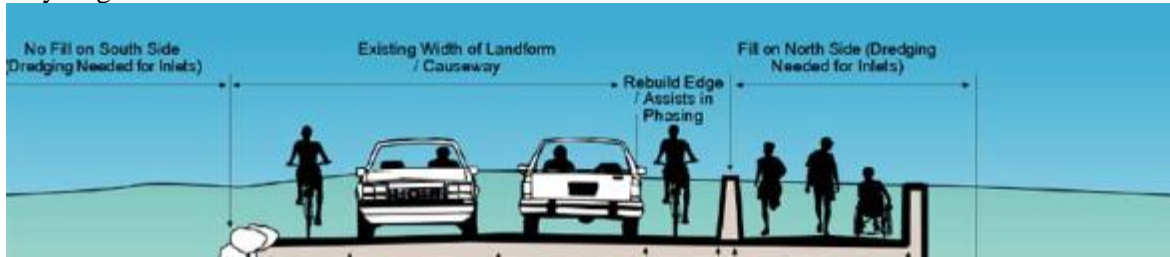 No Fill on South Side
(Dredging Needed for Inlets)
Existing Width of Landform
/ Causeway
Rebuild Edge
/ Assists in
Phasing
Fill on North Side (Dredging
Needed for Inlets)